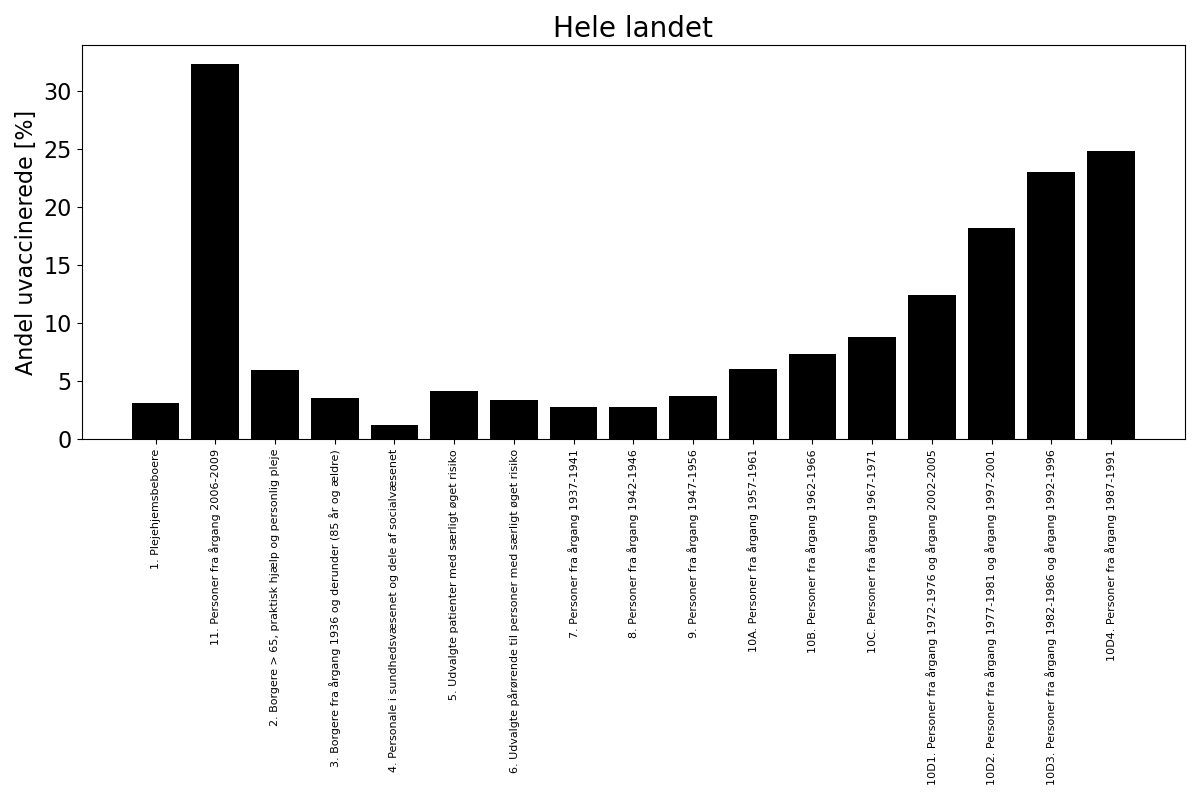 Hele landet
Andel uvaccinerede [%]
30
25
20
15
10
5
0
1. Plejehjemsbeboere
11. Personer fra årgang 2006-2009
2. Borgere > 65, praktisk hjælp og personlig pleje
3. Borgere fra årgang 1936 og derunder (85 år og ældre)
4. Personale i sundhedsvæsenet og dele af socialvæsenet
5. Udvalgte patienter med særligt øget risiko
6. Udvalgte pårørende til personer med særligt øget risiko
7. Personer fra årgang 1937-1941
8. Personer fra årgang 1942-1946
9. Personer fra årgang 1947-1956
10A. Personer fra årgang 1957-1961
10B. Personer fra årgang 1962-1966
10C. Personer fra årgang 1967-1971
10D1. Personer fra årgang 1972-1976 og årgang 2002-2005
10D2. Personer fra årgang 1977-1981 og årgang 1997-2001
10D3. Personer fra årgang 1982-1986 og årgang 1992-1996
10D4. Personer fra årgang 1987-1991